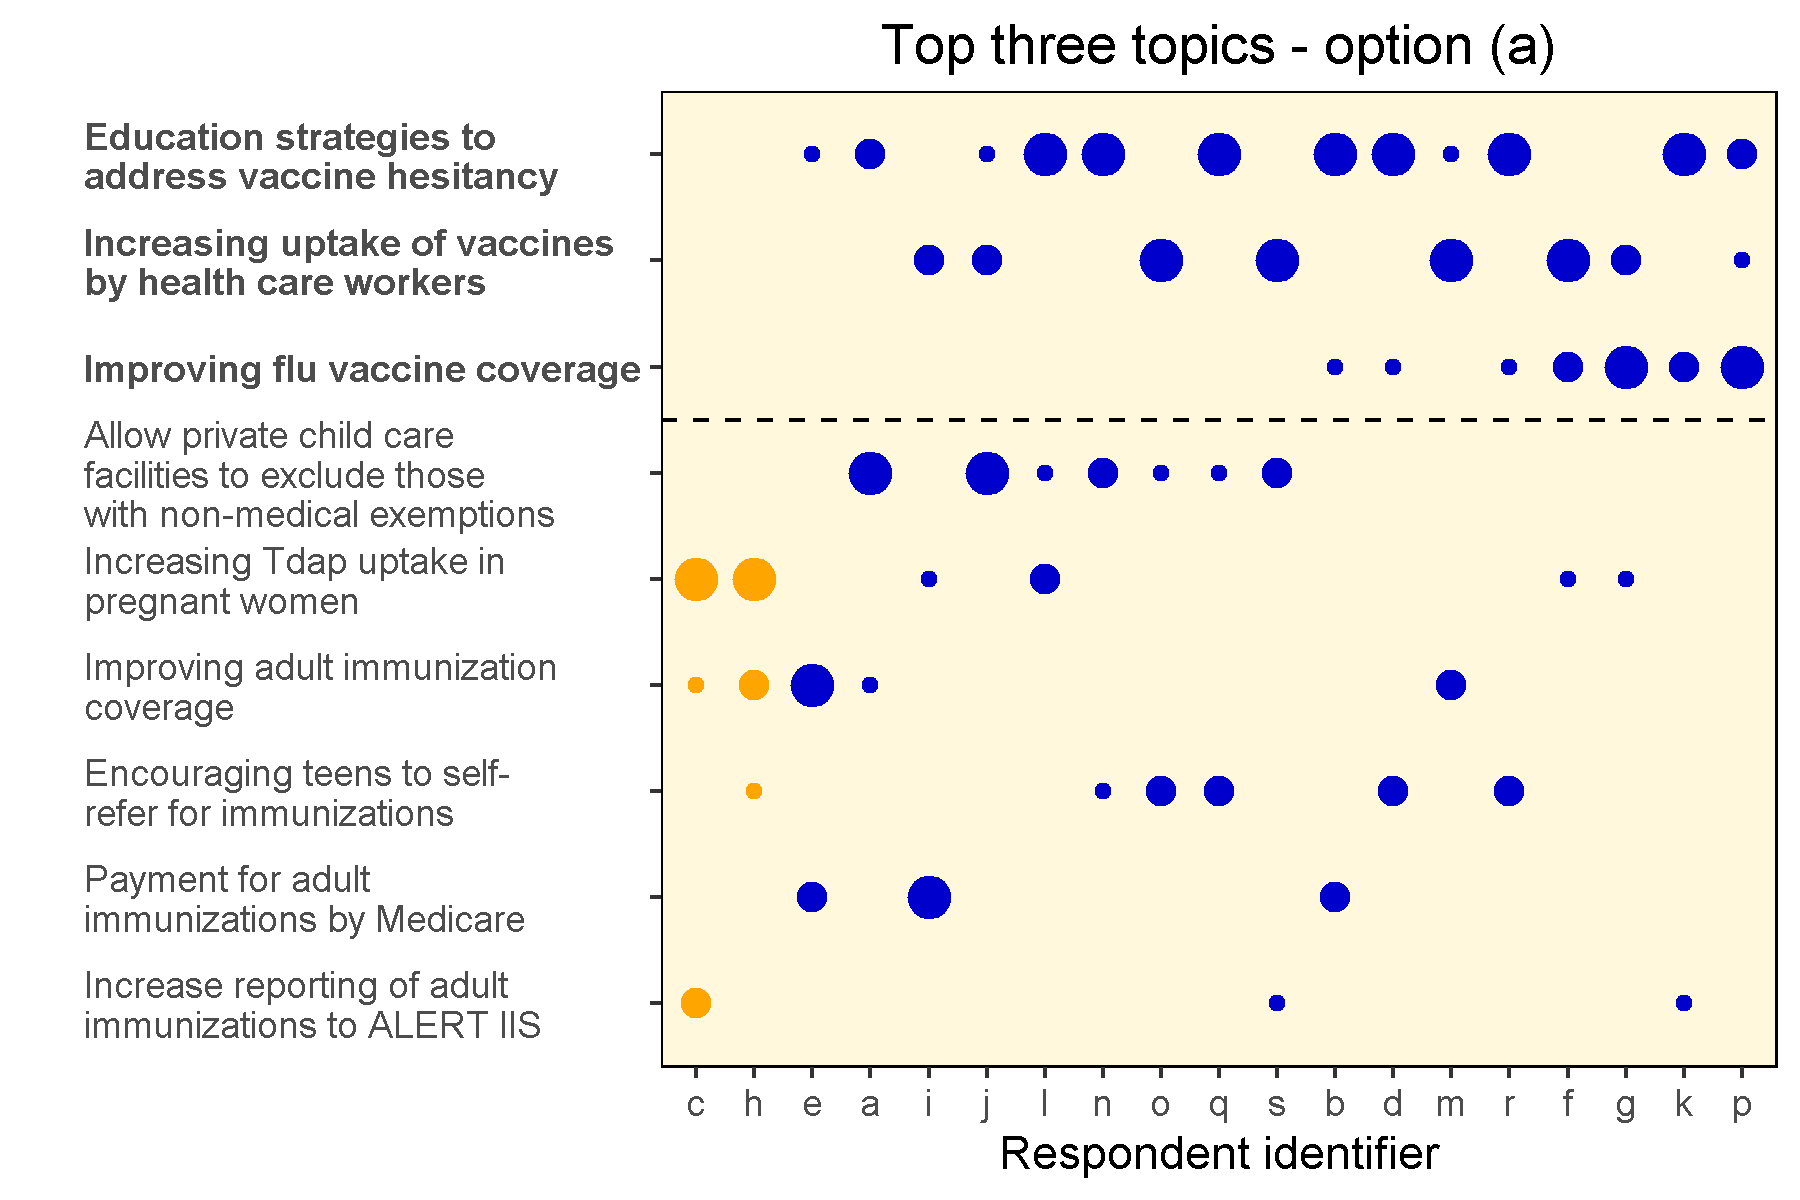 Top three topics - option (a)
Education strategies to
address vaccine hesitancy
Increasing uptake of vaccines
by health care workers
Improving flu vaccine coverage
Allow private child care
facilities to exclude those
with non-medical exemptions
Increasing Tdap uptake in
pregnant women
Improving adult immunization
coverage
Encouraging teens to self-
refer for immunizations
Payment for adult
immunizations by Medicare
Increase reporting of adult
immunizations to ALERT IIS
c h e a i j l n o q s b d m r f g k p
Respondent identifier